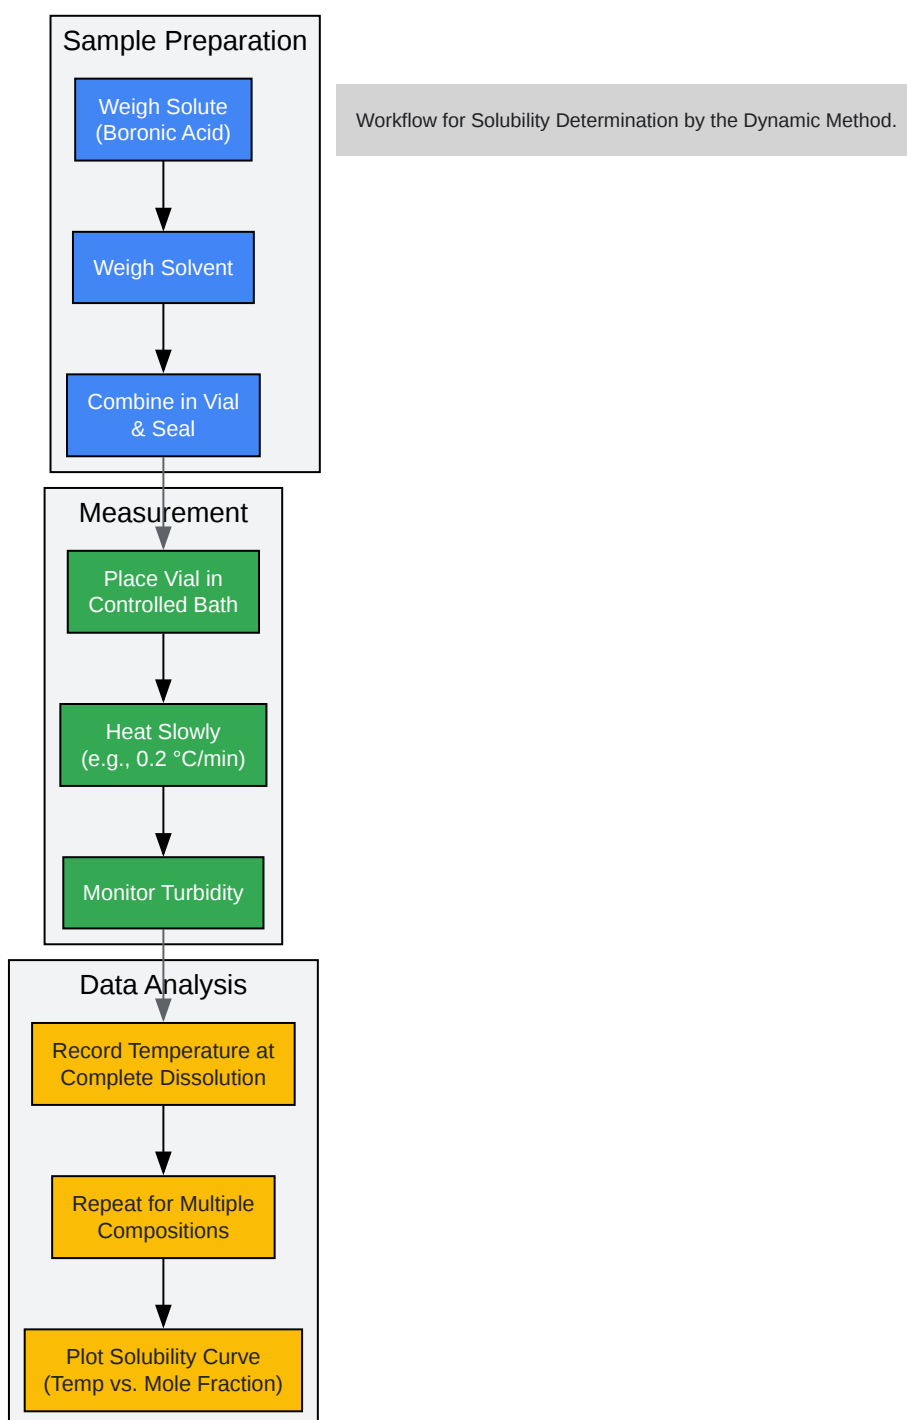 Sample Preparation
Weigh Solute
(Boronic Acid)
Workflow for Solubility Determination by the Dynamic Method.
Weigh Solvent
Combine in Vial
& Seal
Measurement
Place Vial in
Controlled Bath
Heat Slowly
(e.g., 0.2 °C/min)
Monitor Turbidity
Data Analysis
Record Temperature at
Complete Dissolution
Repeat for Multiple
Compositions
Plot Solubility Curve
(Temp vs. Mole Fraction)